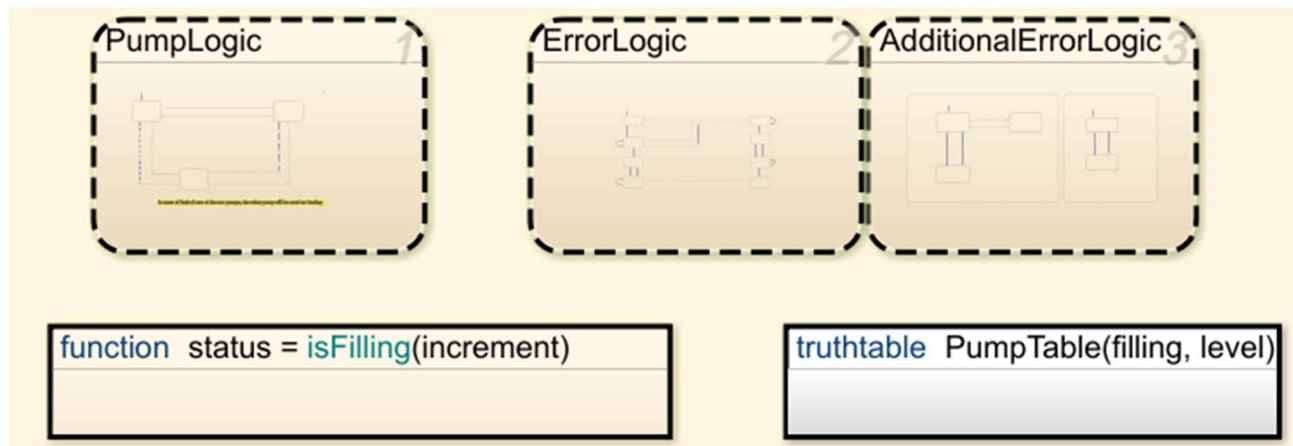 PumpLogic 1
ErrorLogic 2
AdditionalErrorLogic 3
function status = isFilling(increment)
truthtable PumpTable(filling, level)